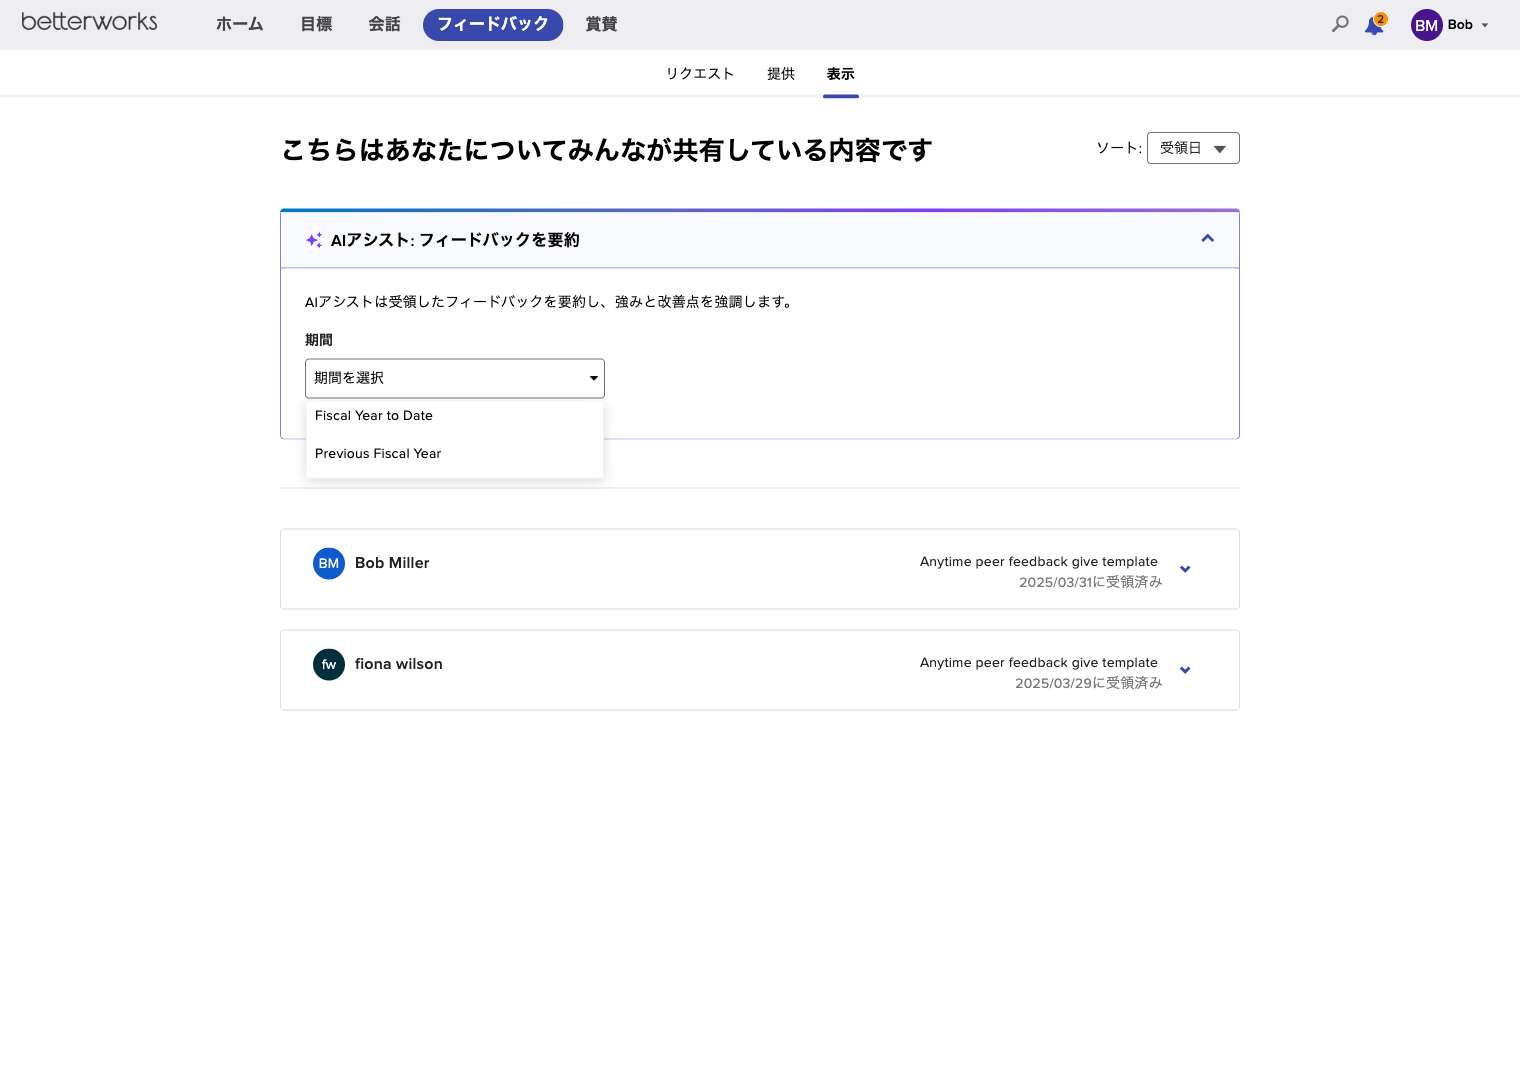 betterworks
ホーム 目標 会話 フィードバック 賞賛
2
BM Bob
リクエスト 提供 表示
こちらはあなたについてみんなが共有している内容です
ソート: 受領日
AIアシスト: フィードバックを要約
AIアシストは受領したフィードバックを要約し、強みと改善点を強調します。
期間
期間を選択
Fiscal Year to Date
Previous Fiscal Year
BM Bob Miller
Anytime peer feedback give template
2025/03/31に受領済み
fw fiona wilson
Anytime peer feedback give template
2025/03/29に受領済み